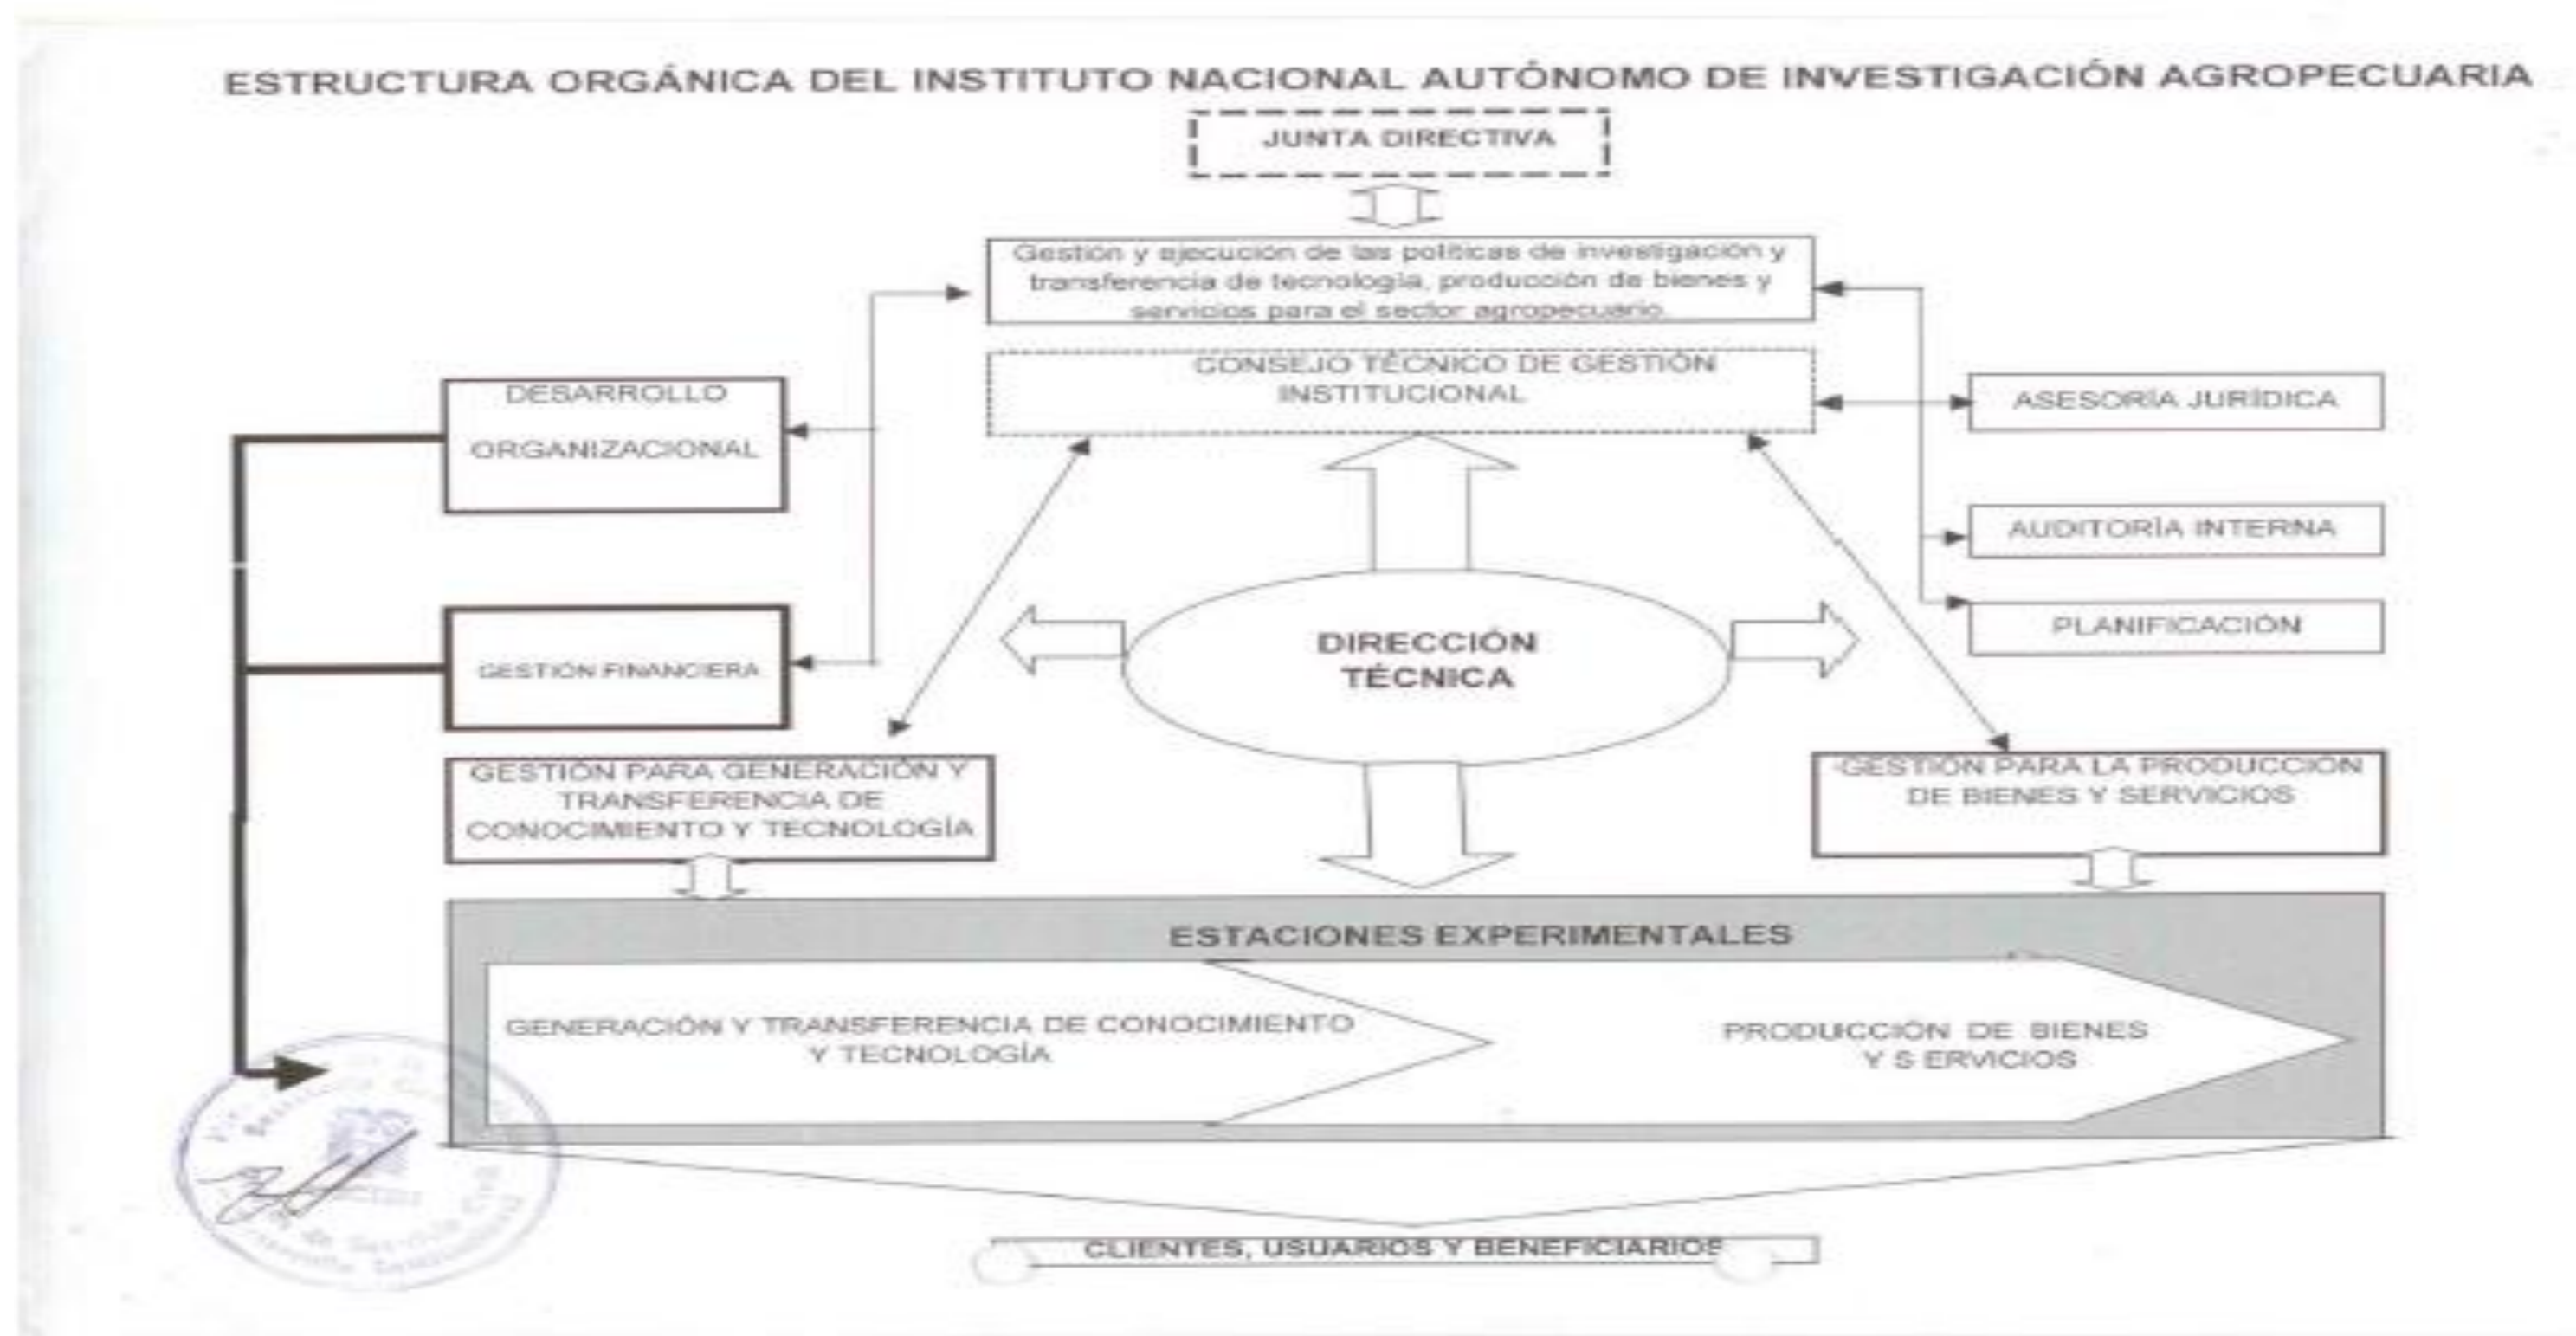 ESTRUCTURA ORGÁNICA DEL INSTITUTO NACIONAL AUTÓNOMO DE INVESTIGACIÓN AGROPECUARIA
JUNTA DIRECTIVA
Gestión y ejecución de las políticas de investigación y
transferencia de tecnología, producción de bienes y
servicios para el sector agropecuario.
CONSEJO TÉCNICO DE GESTIÓN
INSTITUCIONAL
DESARROLLO
ORGANIZACIONAL
ASESORÍA JURÍDICA
AUDITORÍA INTERNA
PLANIFICACIÓN
GESTIÓN FINANCIERA
DIRECCIÓN
TÉCNICA
GESTIÓN PARA GENERACIÓN Y
TRANSFERENCIA DE
CONOCIMIENTO Y TECNOLOGÍA
GESTIÓN PARA LA PRODUCCIÓN
DE BIENES Y SERVICIOS
ESTACIONES EXPERIMENTALES
GENERACIÓN Y TRANSFERENCIA DE CONOCIMIENTO
Y TECNOLOGÍA
PRODUCCIÓN DE BIENES
Y S ERVICIOS
CLIENTES, USUARIOS Y BENEFICIARIOS